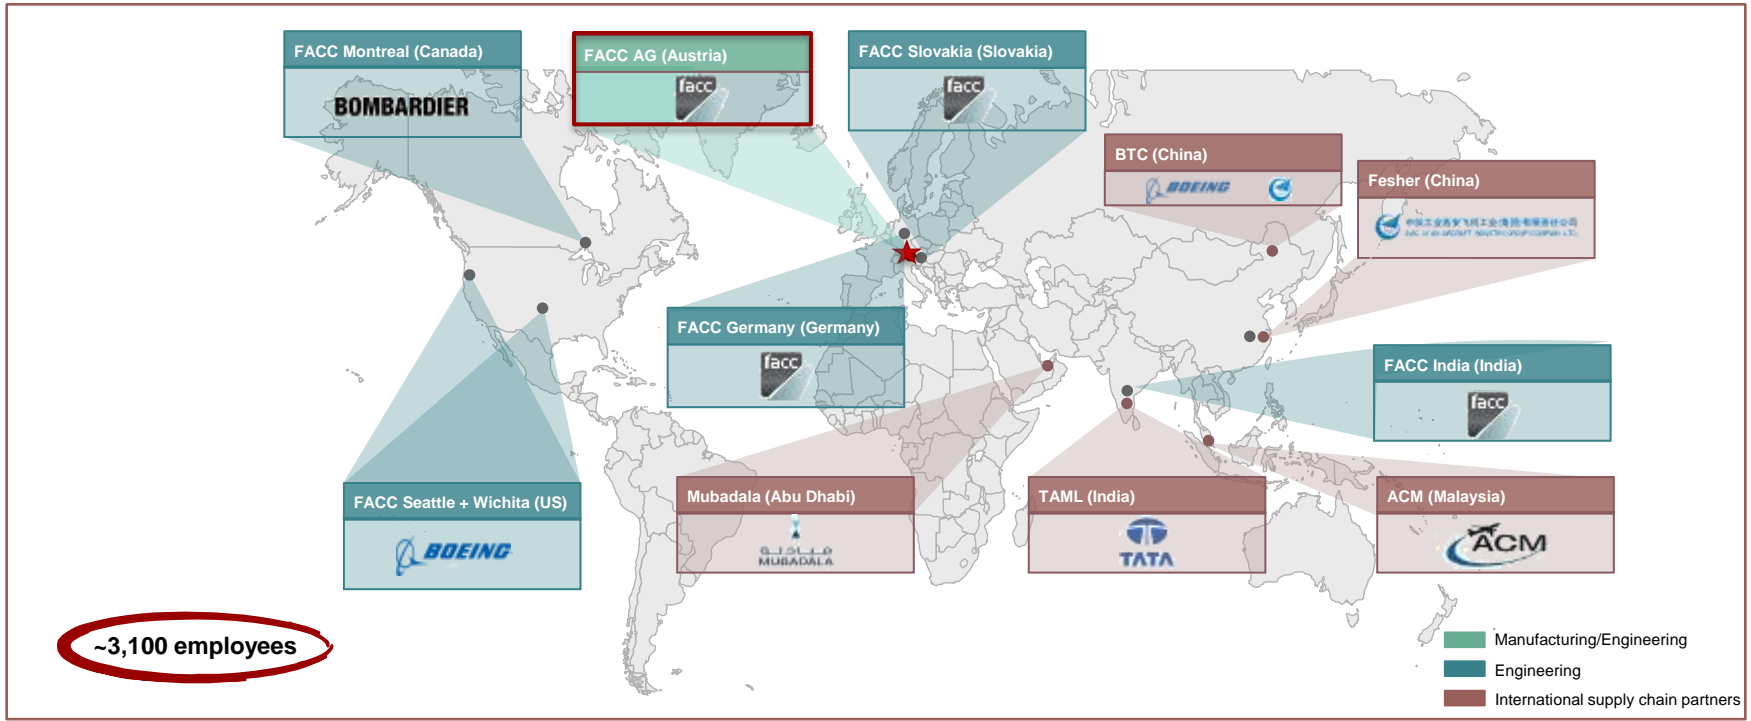 FACC Montreal (Canada)
BOMBARDIER
FACC AG (Austria)
facc
FACC Slovakia (Slovakia)
facc
BTC (China)
BOEING
Fesher (China)
FACC Germany (Germany)
facc
FACC India (India)
facc
FACC Seattle + Wichita (US)
BOEING
Mubadala (Abu Dhabi)
MUBADALA
TAML (India)
TATA
ACM (Malaysia)
ACM
~3,100 employees
Manufacturing/Engineering
Engineering
International supply chain partners